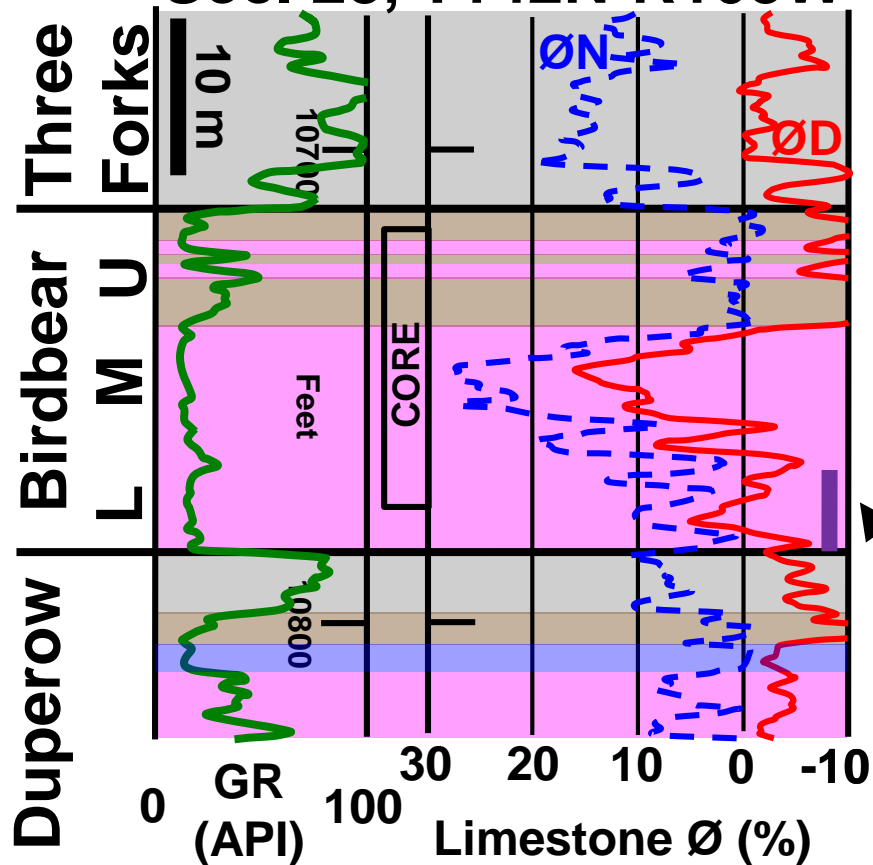 Three
Forks
Birdbear
U
M
L
Duperow
10 m
10700
Feet
10800
CORE
ØN
ØD
0
GR
(API)
100
30
20
10
0
-10
Limestone Ø (%)